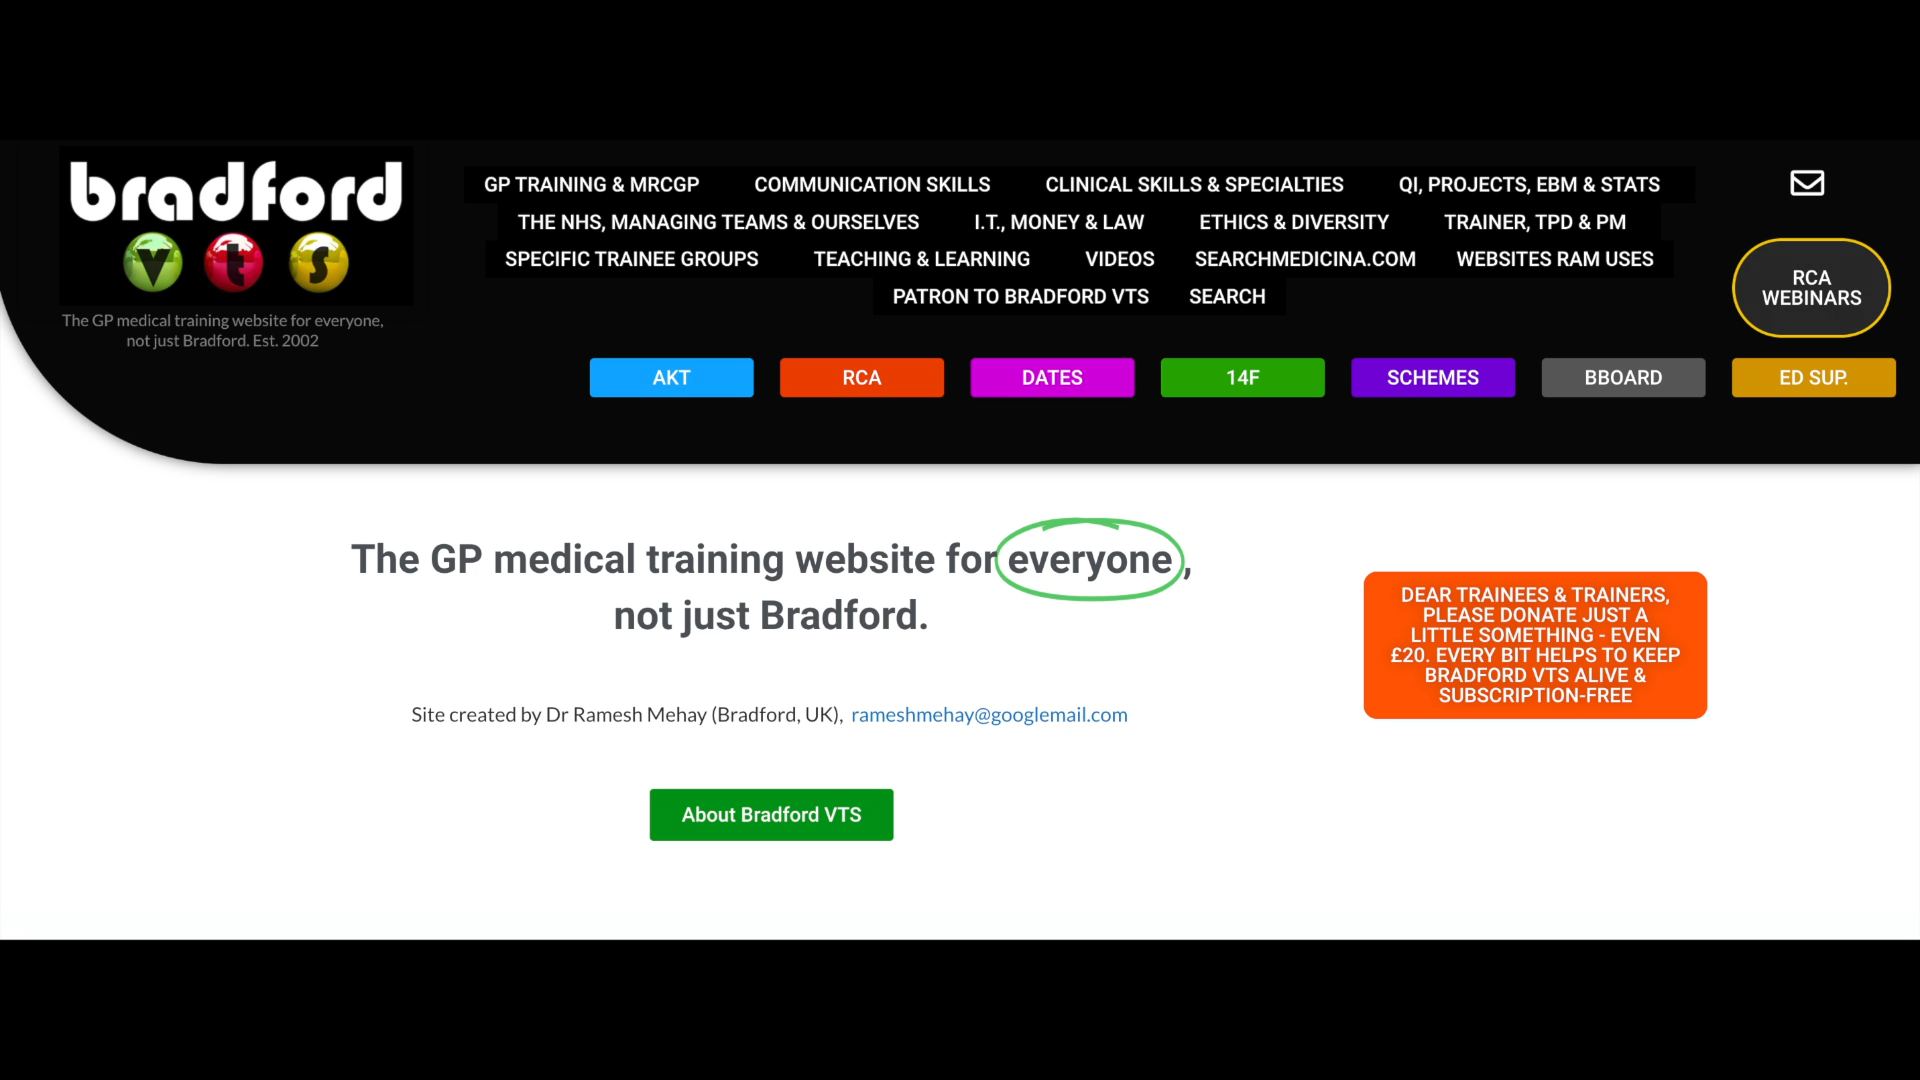 bradford
vts
The GP medical training website for everyone,
not just Bradford. Est. 2002
GP TRAINING & MRCGP COMMUNICATION SKILLS CLINICAL SKILLS & SPECIALTIES QI, PROJECTS, EBM & STATS
THE NHS, MANAGING TEAMS & OURSELVES I.T., MONEY & LAW ETHICS & DIVERSITY TRAINER, TPD & PM
SPECIFIC TRAINEE GROUPS TEACHING & LEARNING VIDEOS SEARCHMEDICINA.COM WEBSITES RAM USES
PATRON TO BRADFORD VTS SEARCH
RCA
WEBINARS
AKT RCA DATES 14F SCHEMES BBOARD ED SUP.
The GP medical training website for everyone,
not just Bradford.
Site created by Dr Ramesh Mehay (Bradford, UK), rameshmehay@googlemail.com
About Bradford VTS
DEAR TRAINEES & TRAINERS,
PLEASE DONATE JUST A
LITTLE SOMETHING - EVEN
£20. EVERY BIT HELPS TO KEEP
BRADFORD VTS ALIVE &
SUBSCRIPTION-FREE